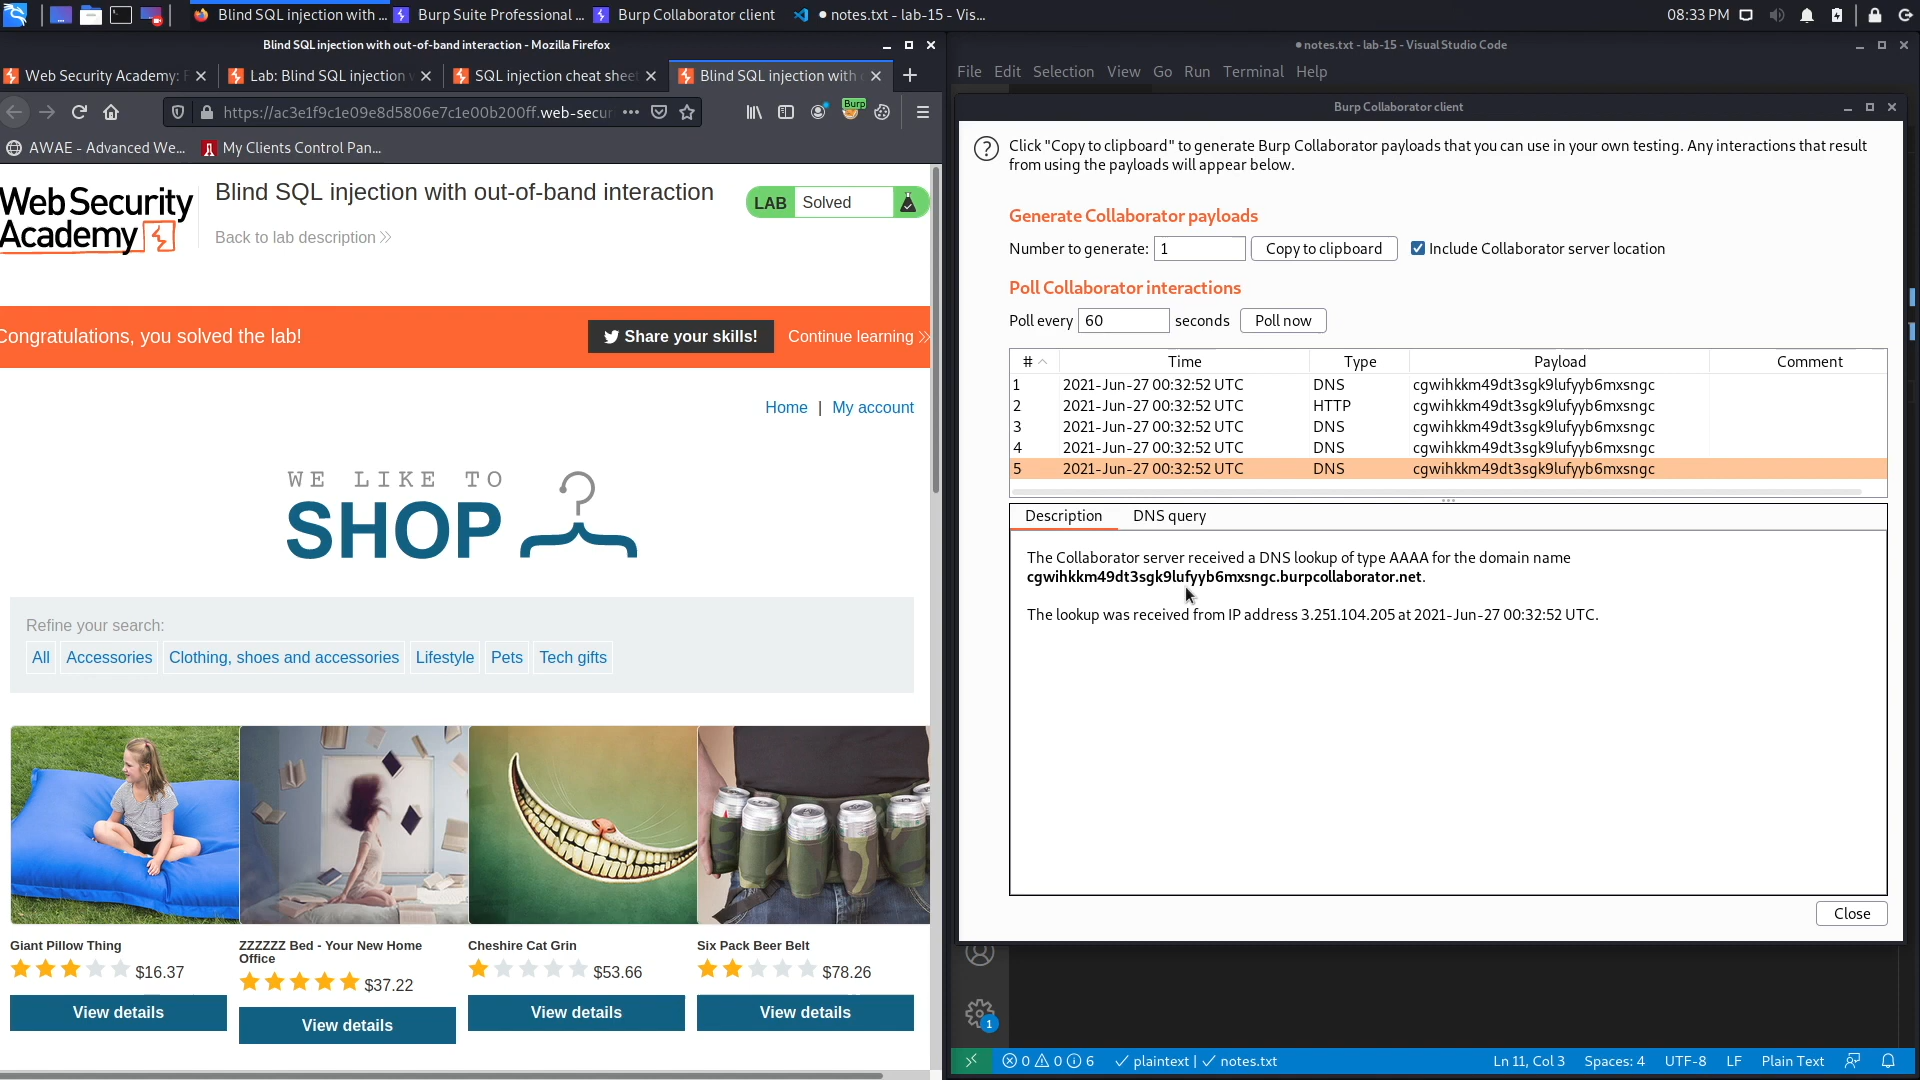 Blind SQL injection with ... Burp Suite Professional ... Burp Collaborator client ● notes.txt - lab-15 - Vis... 08:33 PM
Blind SQL injection with out-of-band interaction - Mozilla Firefox
Web Security Academy: F Lab: Blind SQL injection w SQL injection cheat sheet Blind SQL injection with
https://ac3e1f9c1e09e8d5806e7c1e00b200ff.web-secur
Burp
AWAE - Advanced We... My Clients Control Pan...
Web Security
Academy
Blind SQL injection with out-of-band interaction
Back to lab description
LAB Solved
Congratulations, you solved the lab!
Share your skills!
Continue learning
Home | My account
WE LIKE TO
SHOP
Refine your search:
All Accessories Clothing, shoes and accessories Lifestyle Pets Tech gifts
Giant Pillow Thing
$16.37
View details
ZZZZZZ Bed - Your New Home
Office
$37.22
View details
Cheshire Cat Grin
$53.66
View details
Six Pack Beer Belt
$78.26
View details
● notes.txt - lab-15 - Visual Studio Code
File Edit Selection View Go Run Terminal Help
Burp Collaborator client
Click "Copy to clipboard" to generate Burp Collaborator payloads that you can use in your own testing. Any interactions that result
from using the payloads will appear below.
Generate Collaborator payloads
Number to generate: 1 Copy to clipboard Include Collaborator server location
Poll Collaborator interactions
Poll every 60 seconds Poll now
# Time Type Payload Comment
1 2021-Jun-27 00:32:52 UTC DNS cgwihkkm49dt3sgk9lufyyb6mxsngc
2 2021-Jun-27 00:32:52 UTC HTTP cgwihkkm49dt3sgk9lufyyb6mxsngc
3 2021-Jun-27 00:32:52 UTC DNS cgwihkkm49dt3sgk9lufyyb6mxsngc
4 2021-Jun-27 00:32:52 UTC DNS cgwihkkm49dt3sgk9lufyyb6mxsngc
5 2021-Jun-27 00:32:52 UTC DNS cgwihkkm49dt3sgk9lufyyb6mxsngc
Description DNS query
The Collaborator server received a DNS lookup of type AAAA for the domain name
cgwihkkm49dt3sgk9lufyyb6mxsngc.burpcollaborator.net.
The lookup was received from IP address 3.251.104.205 at 2021-Jun-27 00:32:52 UTC.
Close
1
0 0 6 plaintext | notes.txt Ln 11, Col 3 Spaces: 4 UTF-8 LF Plain Text